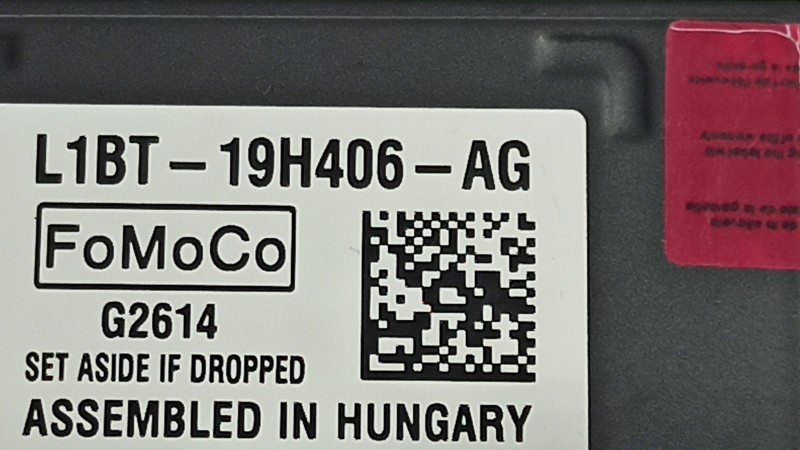 L1BT-19H406-AG
FoMoCo
G2614
SET ASIDE IF DROPPED
ASSEMBLED IN HUNGARY